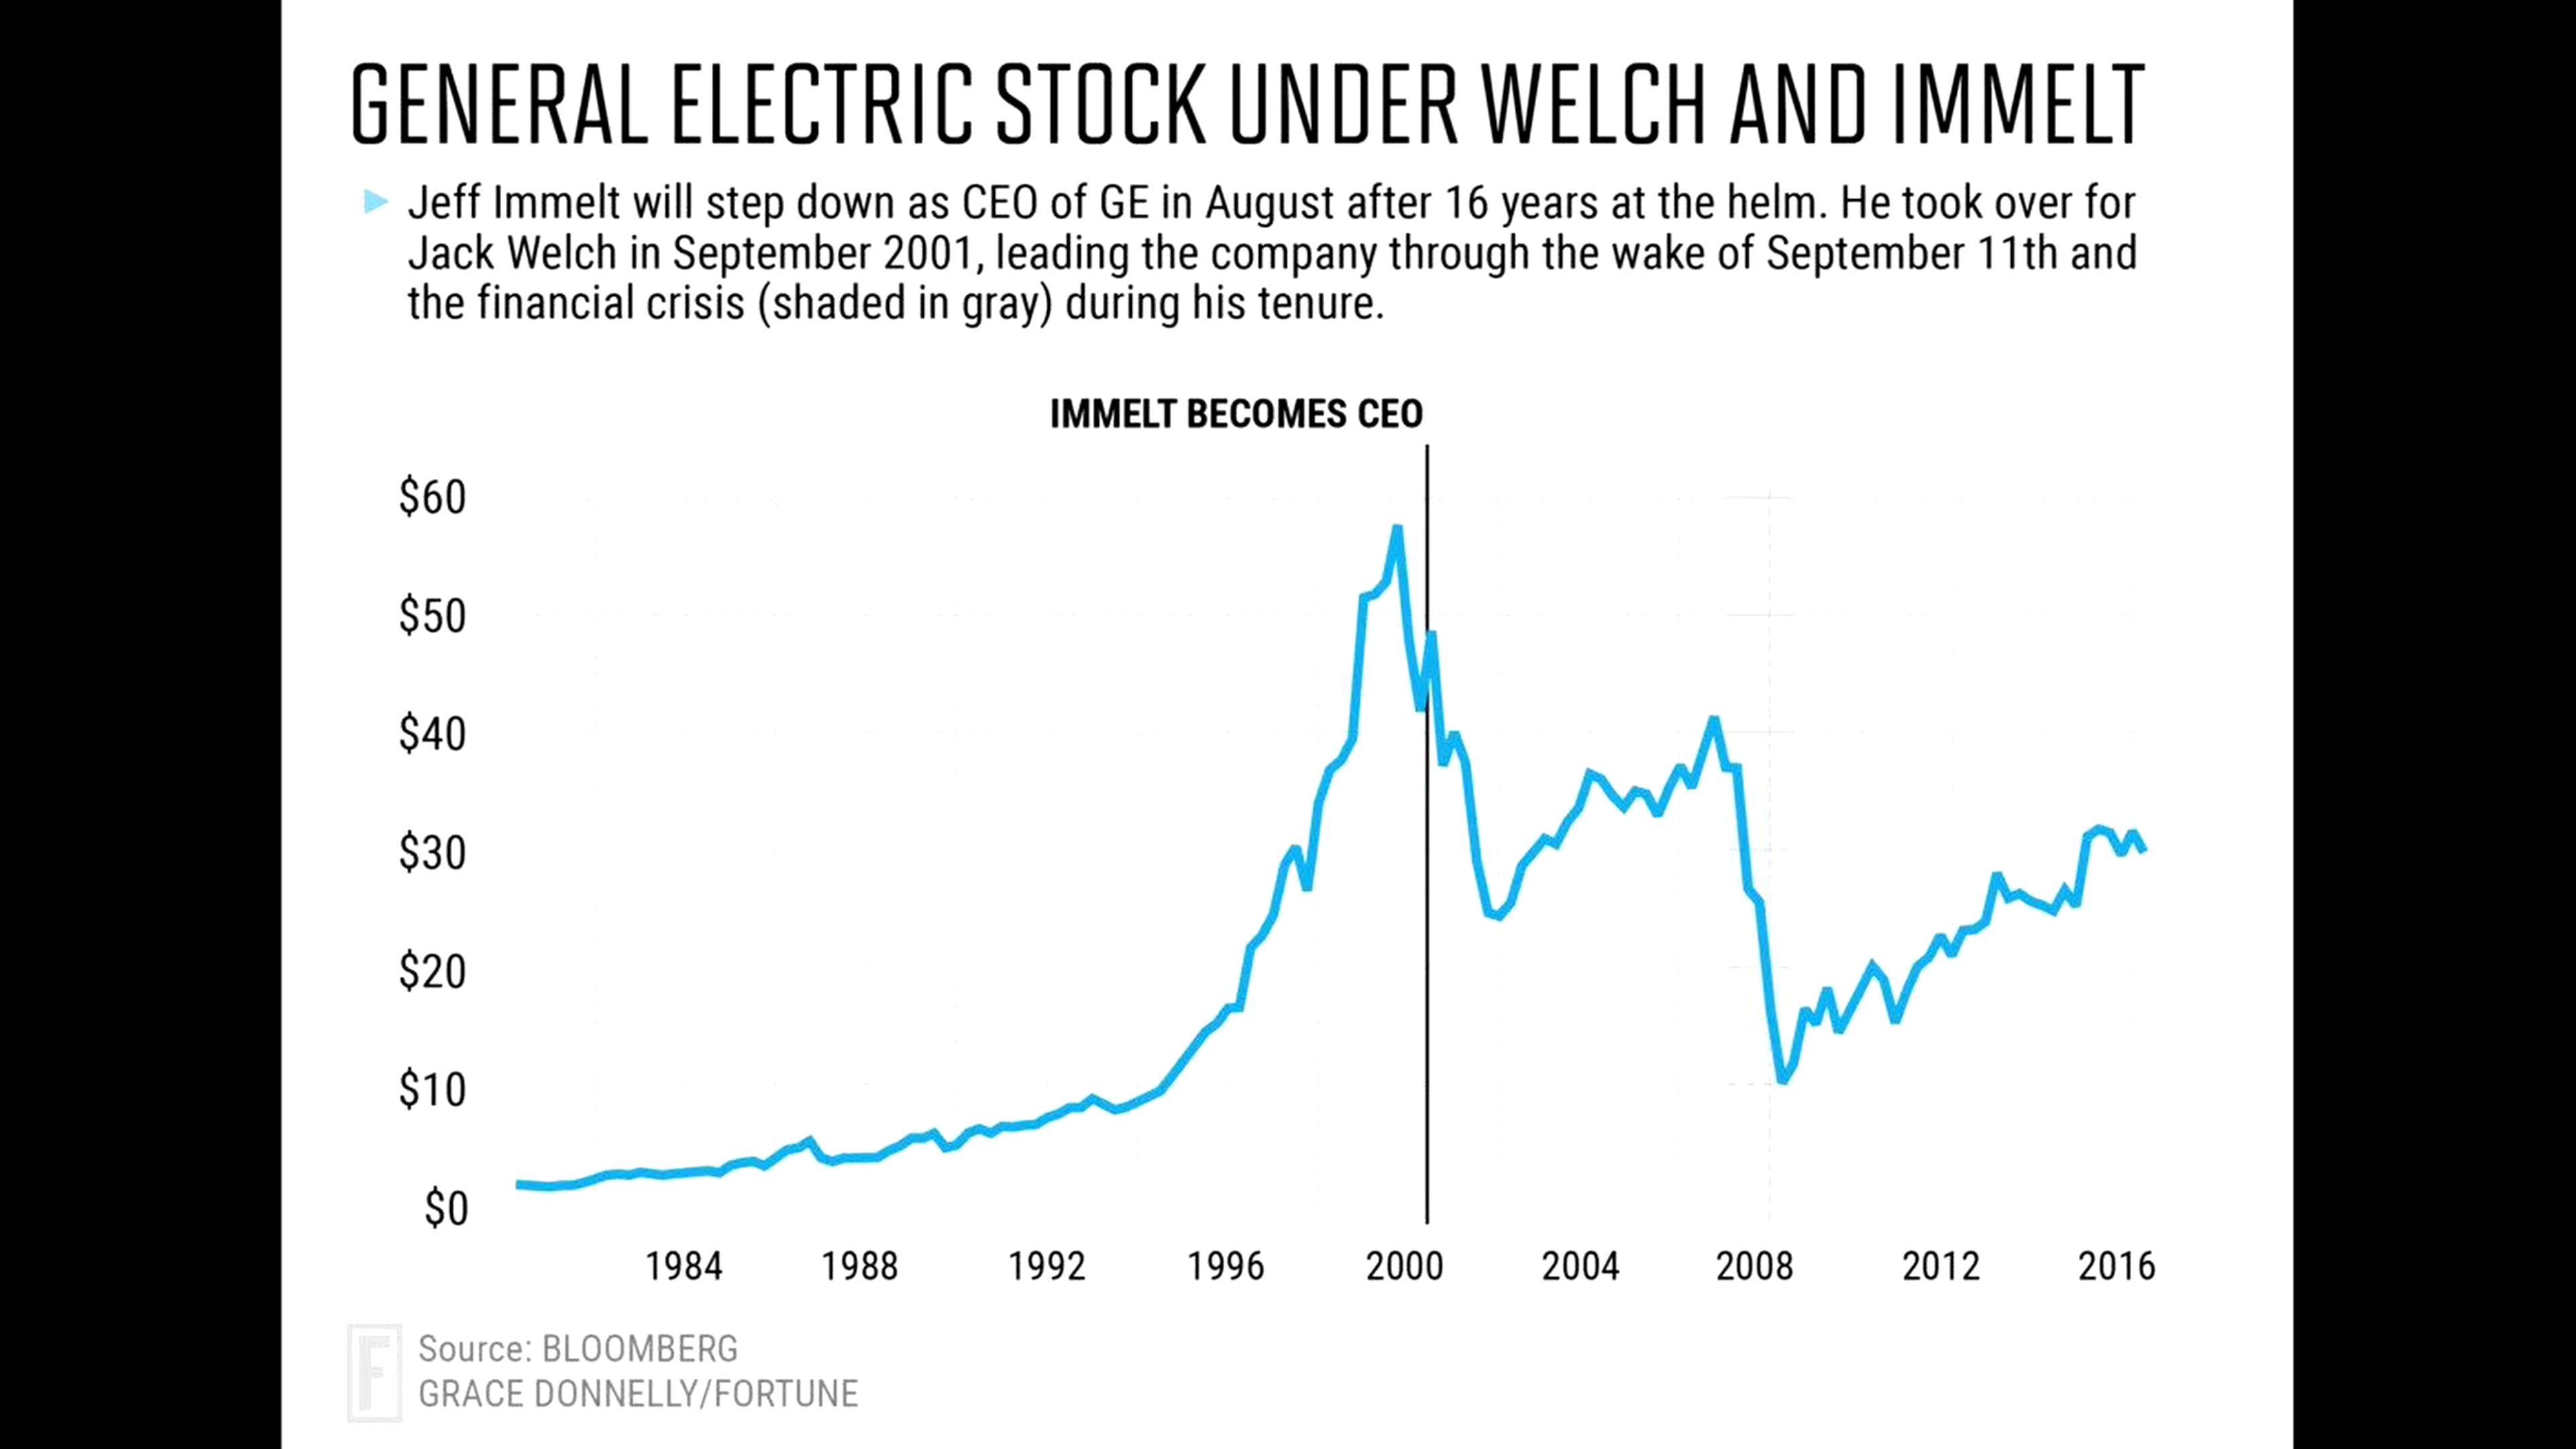 GENERAL ELECTRIC STOCK UNDER WELCH AND IMMELT
Jeff Immelt will step down as CEO of GE in August after 16 years at the helm. He took over for
Jack Welch in September 2001, leading the company through the wake of September 11th and
the financial crisis (shaded in gray) during his tenure.
IMMELT BECOMES CEO
$60
$50
$40
$30
$20
$10
$0
1984 1988 1992 1996 2000 2004 2008 2012 2016
F
Source: BLOOMBERG
GRACE DONNELLY/FORTUNE